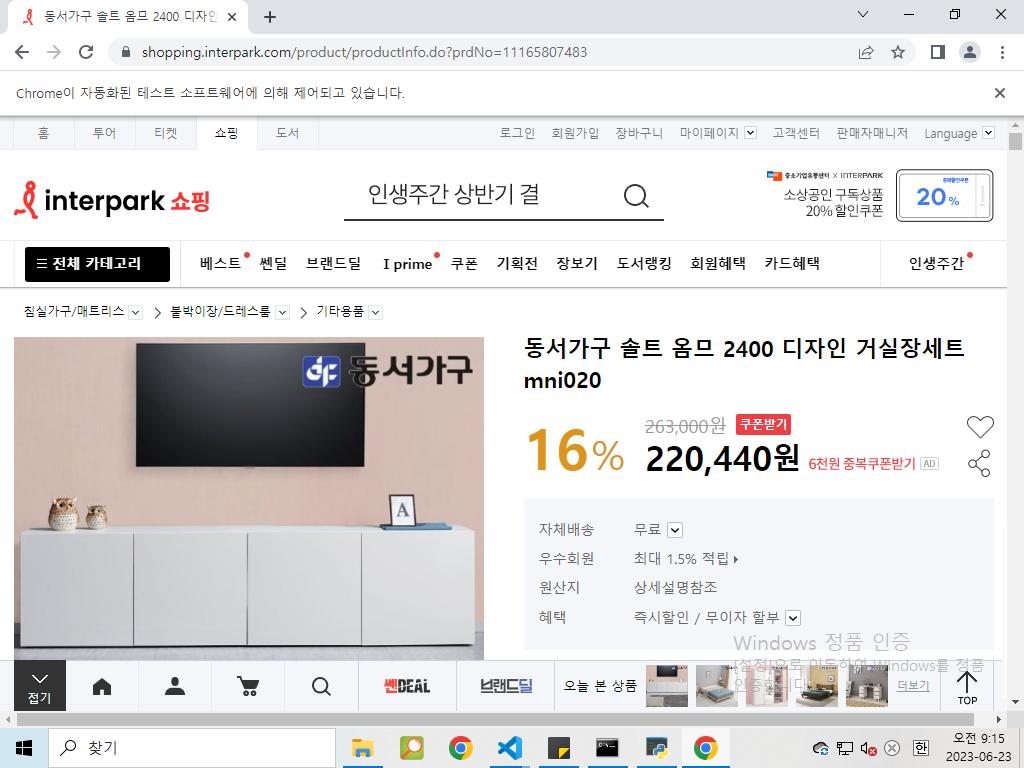 동서가구 솔트 옴므 2400 디자인
shopping.interpark.com/product/productInfo.do?prdNo=11165807483
Chrome이 자동화된 테스트 소프트웨어에 의해 제어되고 있습니다.
홈 투어 티켓 쇼핑 도서 로그인 회원가입 장바구니 마이페이지 고객센터 판매자매니저 Language
interpark 쇼핑
인생주간 상반기 결
중소기업유통센터 X INTERPARK
소상공인 구독상품
20% 할인쿠폰
20%
전체 카테고리 베스트 쎈딜 브랜드딜 I prime 쿠폰 기획전 장보기 도서랭킹 회원혜택 카드혜택 인생주간
침실가구/매트리스 붙박이장/드레스룸 기타용품
동서가구
A
동서가구 솔트 옴므 2400 디자인 거실장세트
mni020
16%
263,000원 쿠폰받기
220,440원 6천원 중복쿠폰받기 AD
자체배송 무료
우수회원 최대 1.5% 적립
원산지 상세설명참조
혜택 즉시할인 / 무이자 할부
Windows 정품 인증
[설정]으로 이동하여 Windows를 정품
인증합니다.
접기 쎈DEAL 브랜드딜 오늘 본 상품 더보기 TOP
찾기
한
오전 9:15
2023-06-23